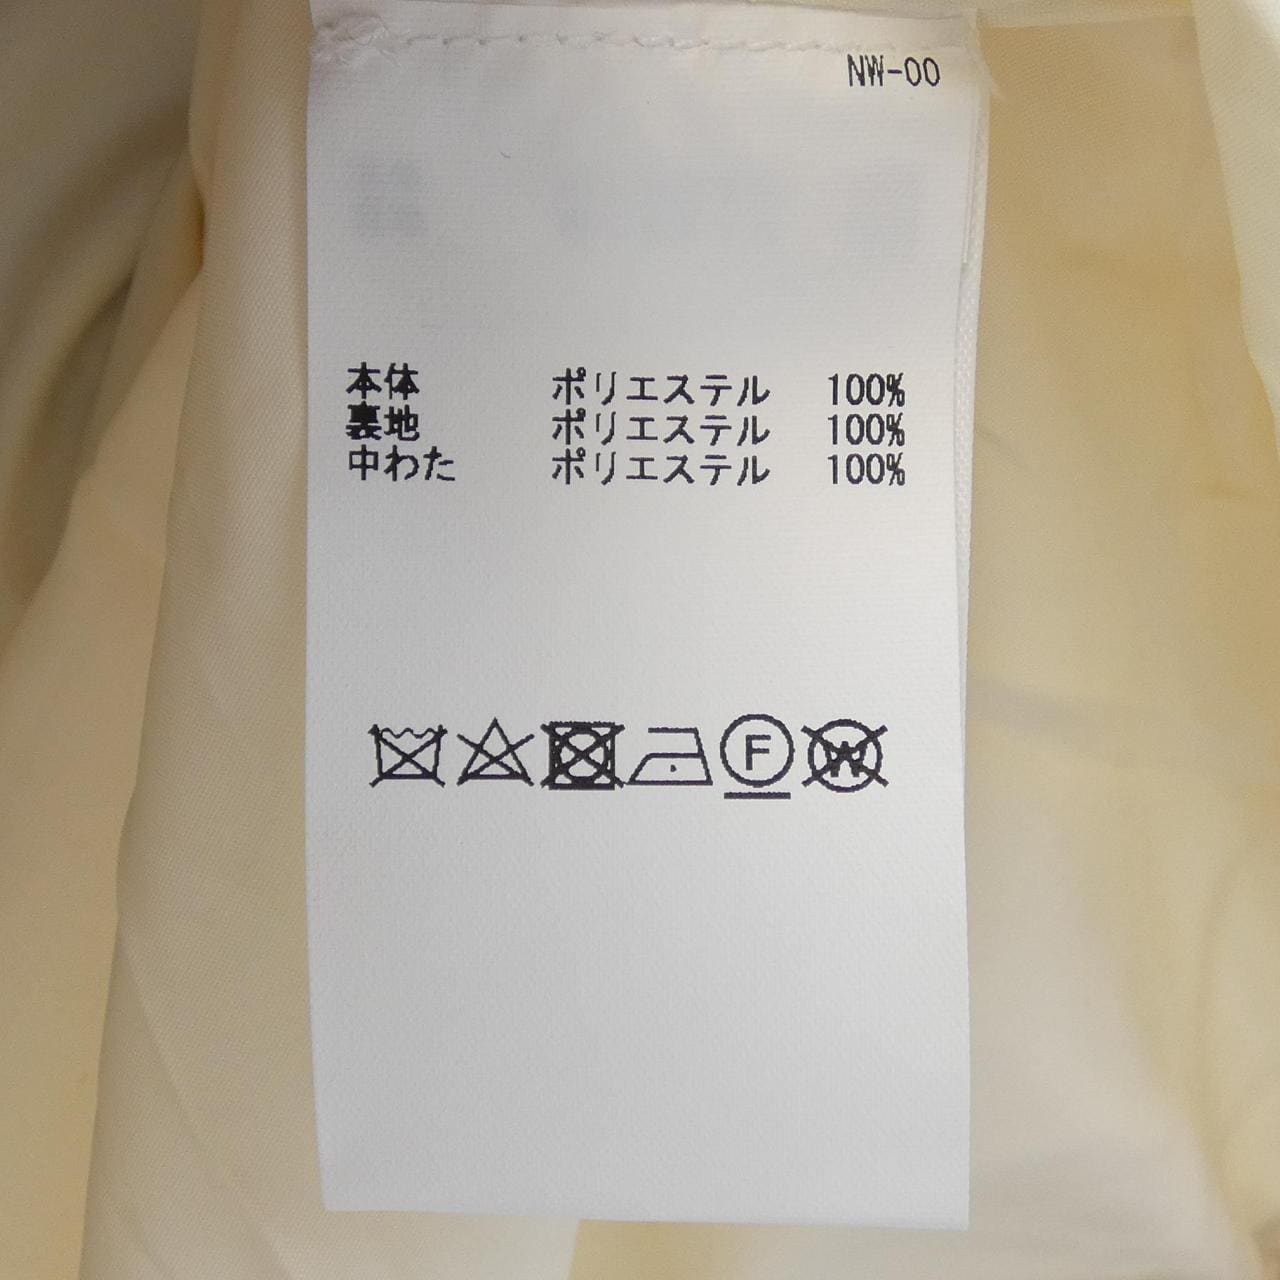 NW-00
本体 ポリエステル 100%
裏地 ポリエステル 100%
中わた ポリエステル 100%
F W